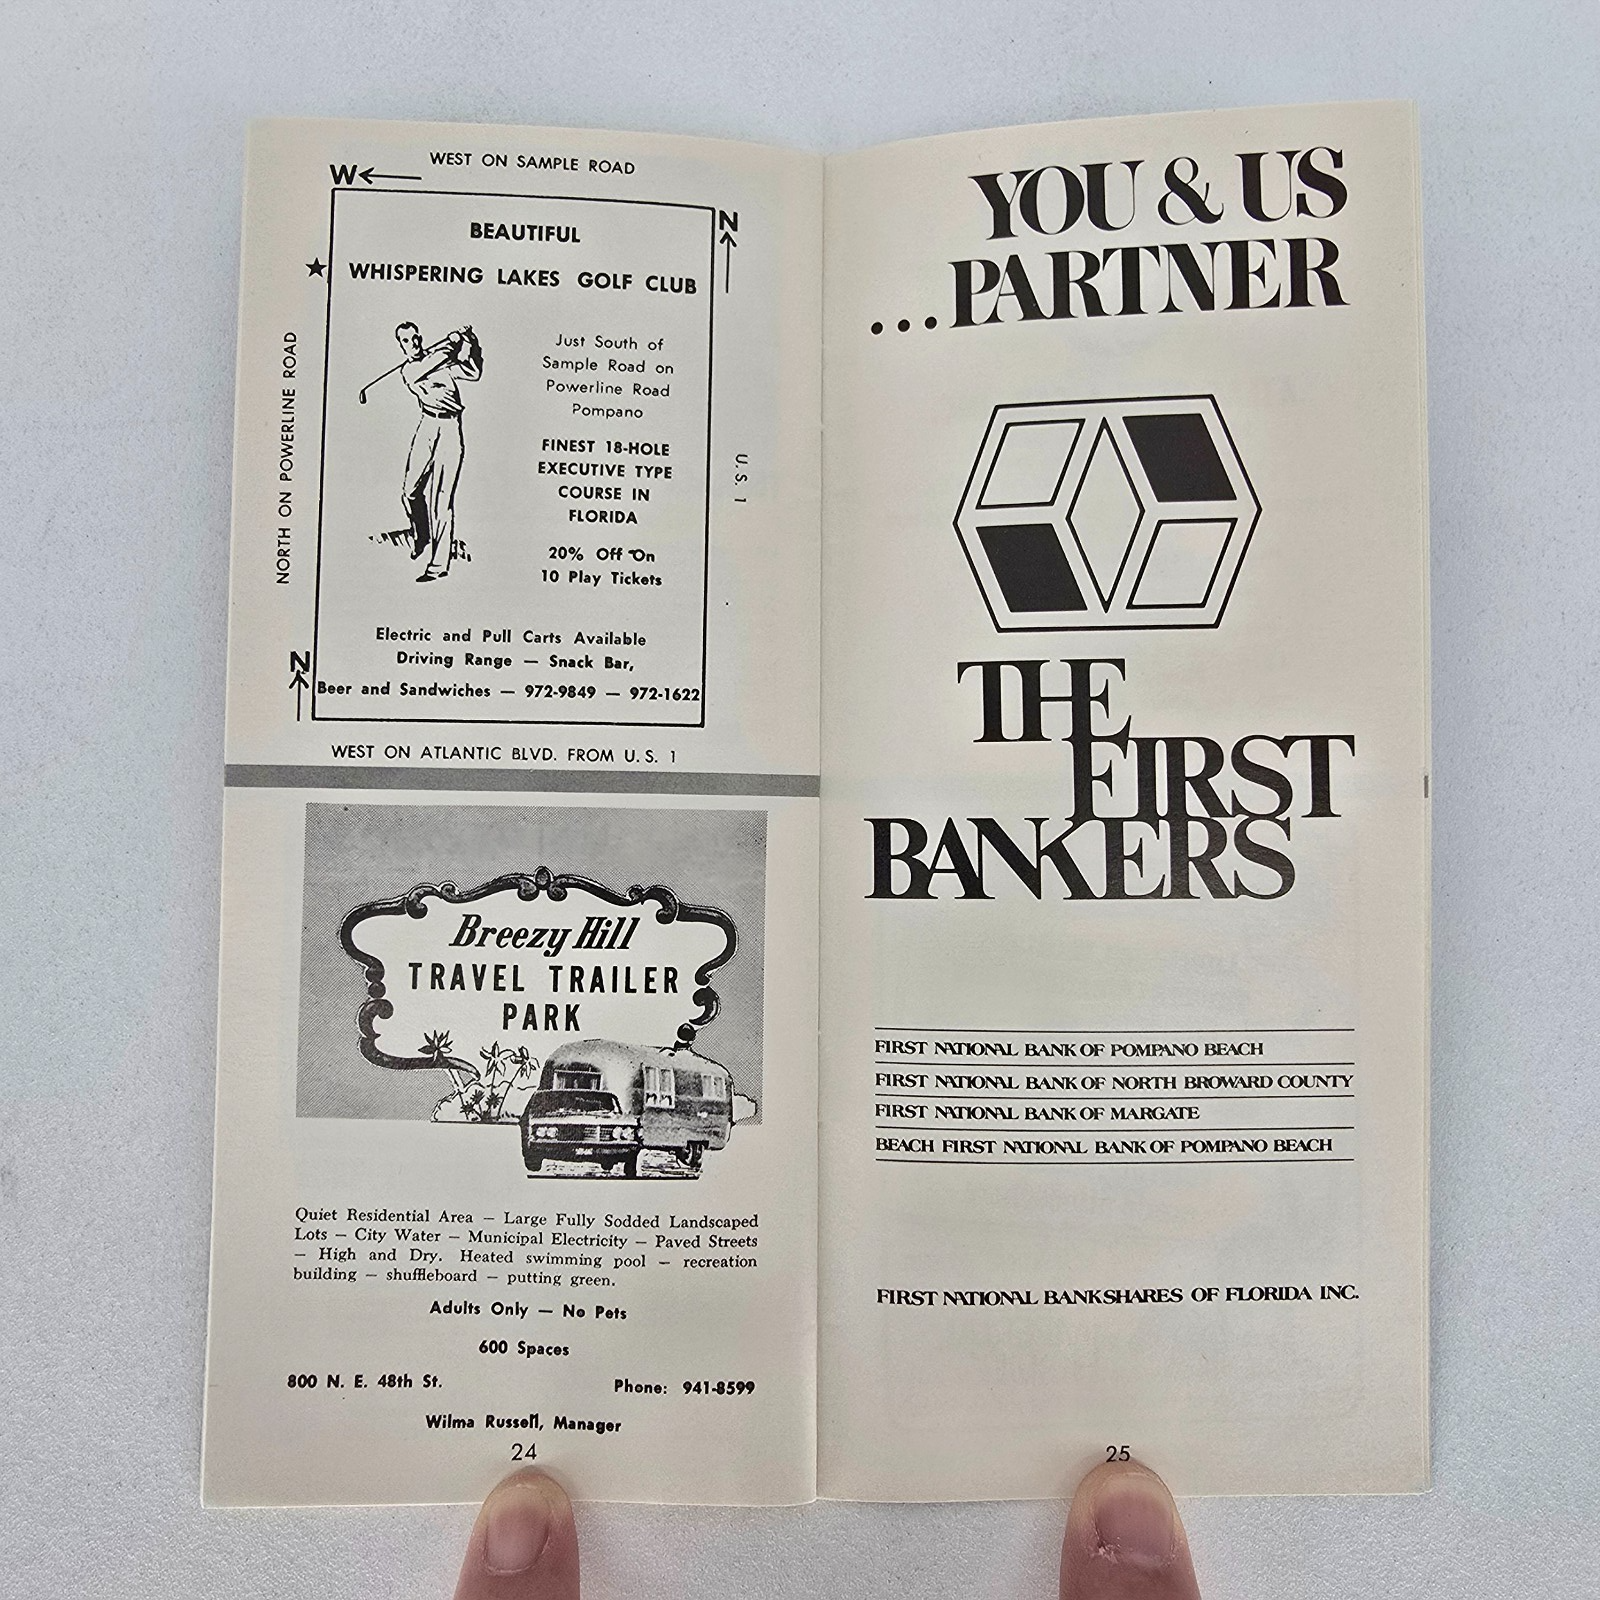 WEST ON SAMPLE ROAD
W
N
BEAUTIFUL
WHISPERING LAKES GOLF CLUB
NORTH ON POWERLINE ROAD
Just South of
Sample Road on
Powerline Road
Pompano
FINEST 18-HOLE
EXECUTIVE TYPE
COURSE IN
FLORIDA
20% Off On
10 Play Tickets
U.S. 1
Electric and Pull Carts Available
Driving Range — Snack Bar,
N
Beer and Sandwiches — 972-9849 — 972-1622
WEST ON ATLANTIC BLVD. FROM U. S. 1
Breezy Hill
TRAVEL TRAILER
PARK
Quiet Residential Area — Large Fully Sodded Landscaped
Lots — City Water — Municipal Electricity — Paved Streets
— High and Dry. Heated swimming pool — recreation
building — shuffleboard — putting green.
Adults Only — No Pets
600 Spaces
800 N. E. 48th St. Phone: 941-8599
Wilma Russell, Manager
24
YOU & US
...PARTNER
THE
FIRST
BANKERS
FIRST NATIONAL BANK OF POMPANO BEACH
FIRST NATIONAL BANK OF NORTH BROWARD COUNTY
FIRST NATIONAL BANK OF MARGATE
BEACH FIRST NATIONAL BANK OF POMPANO BEACH
FIRST NATIONAL BANKSHARES OF FLORIDA INC.
25